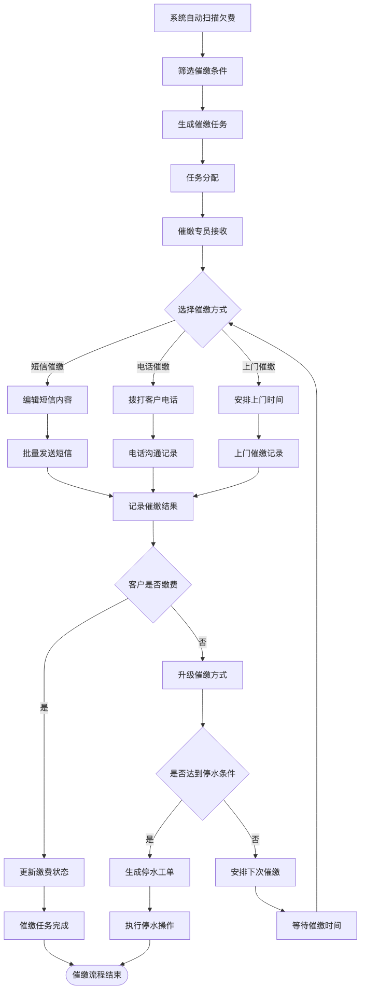 系统自动扫描欠费
筛选催缴条件
生成催缴任务
任务分配
催缴专员接收
选择催缴方式
短信催缴
电话催缴
上门催缴
编辑短信内容
拨打客户电话
安排上门时间
批量发送短信
电话沟通记录
上门催缴记录
记录催缴结果
客户是否缴费
否
升级催缴方式
是
是否达到停水条件
是
否
更新缴费状态
生成停水工单
安排下次催缴
催缴任务完成
执行停水操作
等待催缴时间
催缴流程结束